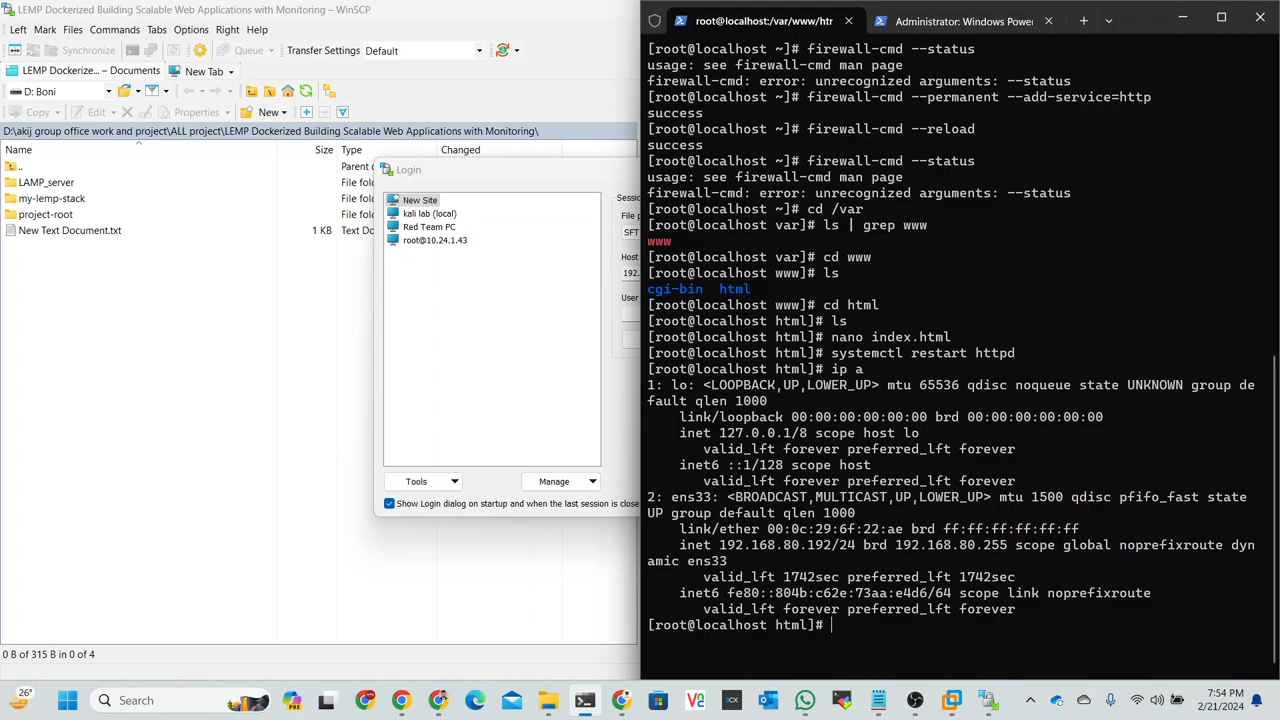 LEMP Dockerized Building Scalable Web Applications with Monitoring - WinSCP
Left Mark Files Commands Tabs Options Right Help
Synchronize Queue Transfer Settings Default
LEMP Dockerize... – Documents New Tab
D: Boni
Copy Edit Properties New
D:\akij group office work and project\ALL project\LEMP Dockerized Building Scalable Web Applications with Monitoring\
Name Size Type Changed
.. Parent c
LAMP_server File fold
my-lemp-stack File fold
project-root File fold
New Text Document.txt 1 KB Text Do
Login
New Site
kali lab (local)
Red Team PC
root@10.24.1.43
Sessio
File p
SFT
Host
192.
User
Tools Manage
Show Login dialog on startup and when the last session is close
0 B of 315 B in 0 of 4
root@localhost:/var/www/htr Administrator: Windows Power
[root@localhost ~]# firewall-cmd --status
usage: see firewall-cmd man page
firewall-cmd: error: unrecognized arguments: --status
[root@localhost ~]# firewall-cmd --permanent --add-service=http
success
[root@localhost ~]# firewall-cmd --reload
success
[root@localhost ~]# firewall-cmd --status
usage: see firewall-cmd man page
firewall-cmd: error: unrecognized arguments: --status
[root@localhost ~]# cd /var
[root@localhost var]# ls | grep www
www
[root@localhost var]# cd www
[root@localhost www]# ls
cgi-bin html
[root@localhost www]# cd html
[root@localhost html]# ls
[root@localhost html]# nano index.html
[root@localhost html]# systemctl restart httpd
[root@localhost html]# ip a
1: lo: <LOOPBACK,UP,LOWER_UP> mtu 65536 qdisc noqueue state UNKNOWN group de
fault qlen 1000
link/loopback 00:00:00:00:00:00 brd 00:00:00:00:00:00
inet 127.0.0.1/8 scope host lo
valid_lft forever preferred_lft forever
inet6 ::1/128 scope host
valid_lft forever preferred_lft forever
2: ens33: <BROADCAST,MULTICAST,UP,LOWER_UP> mtu 1500 qdisc pfifo_fast state
UP group default qlen 1000
link/ether 00:0c:29:6f:22:ae brd ff:ff:ff:ff:ff:ff
inet 192.168.80.192/24 brd 192.168.80.255 scope global noprefixroute dyn
amic ens33
valid_lft 1742sec preferred_lft 1742sec
inet6 fe80::804b:c62e:73aa:e4d6/64 scope link noprefixroute
valid_lft forever preferred_lft forever
[root@localhost html]#
26° Search 7:54 PM
2/21/2024